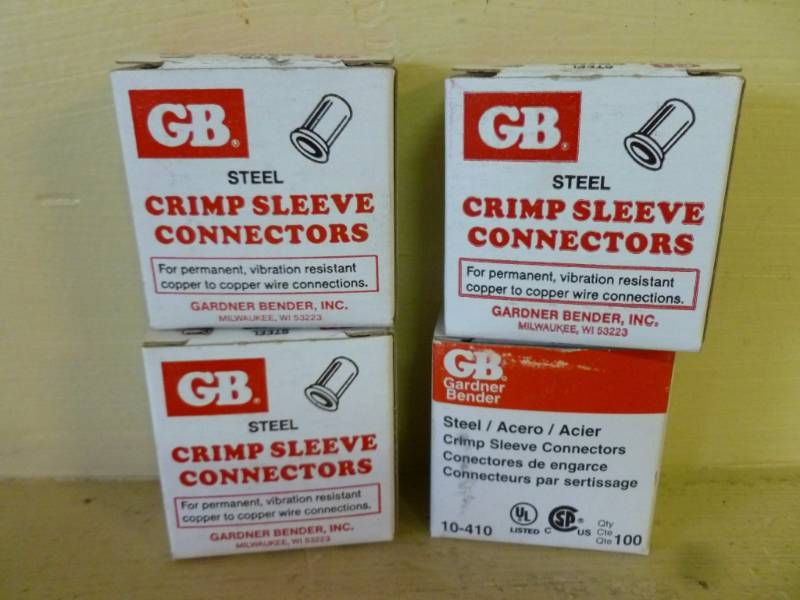 GB®
STEEL
CRIMP SLEEVE
CONNECTORS
For permanent, vibration resistant
copper to copper wire connections.
GARDNER BENDER, INC.
MILWAUKEE, WI 53223
GB®
STEEL
CRIMP SLEEVE
CONNECTORS
For permanent, vibration resistant
copper to copper wire connections.
GARDNER BENDER, INC.
MILWAUKEE, WI 53223
STEEL
GB®
STEEL
CRIMP SLEEVE
CONNECTORS
For permanent, vibration resistant
copper to copper wire connections.
GARDNER BENDER, INC.
MILWAUKEE, WI 53223
GB®
Gardner
Bender
Steel / Acero / Acier
Crimp Sleeve Connectors
Conectores de engarce
Connecteurs par sertissage
10-410
UL
LISTED
C SP® US
Qty
Cte
Qte 100